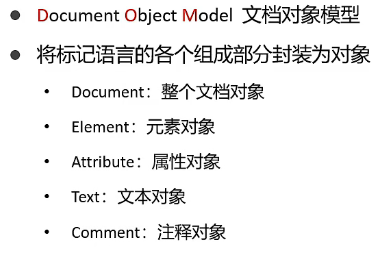 Document Object Model 文档对象模型
将标记语言的各个组成部分封装为对象
Document：整个文档对象
Element：元素对象
Attribute：属性对象
Text：文本对象
Comment：注释对象